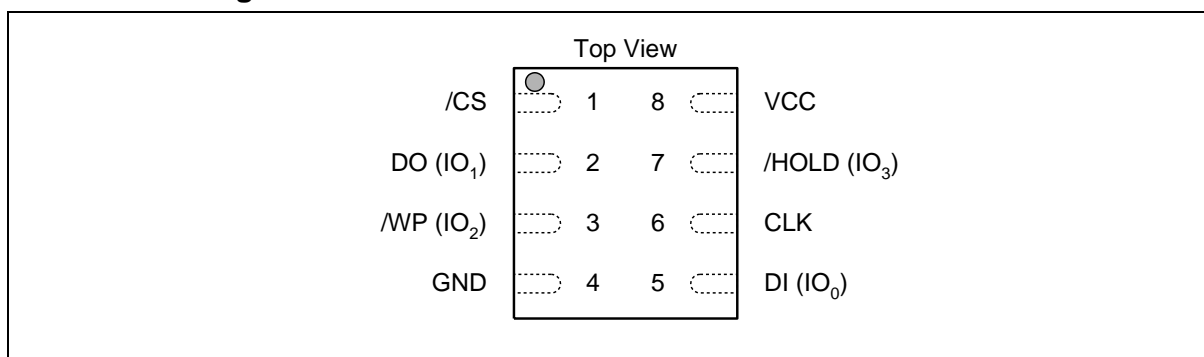 Top View
/CS 1 8 VCC
DO (IO1) 2 7 /HOLD (IO3)
/WP (IO2) 3 6 CLK
GND 4 5 DI (IO0)